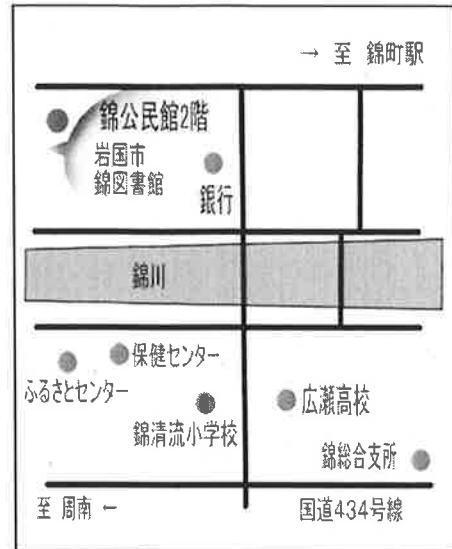 → 至 錦町駅
錦公民館2階
岩国市
錦図書館
銀行
錦川
保健センター
ふるさとセンター
錦清流小学校
広瀬高校
錦総合支所
至 周南 ←
国道434号線